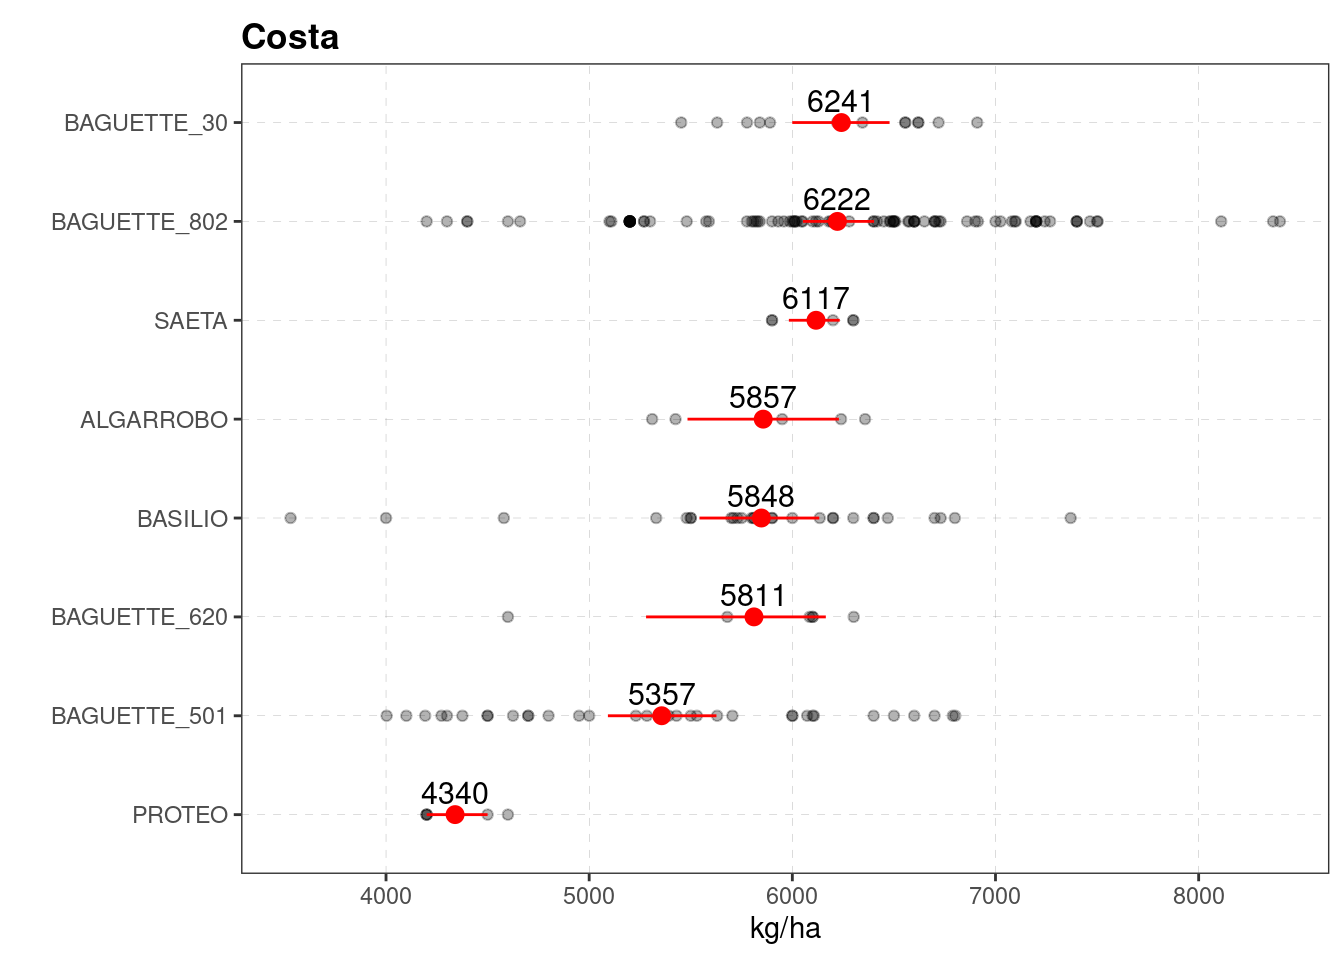 Costa
BAGUETTE_30
6241
BAGUETTE_802
6222
SAETA
6117
ALGARROBO
5857
BASILIO
5848
BAGUETTE_620
5811
BAGUETTE_501
5357
PROTEO
4340
4000 5000 6000 7000 8000
kg/ha